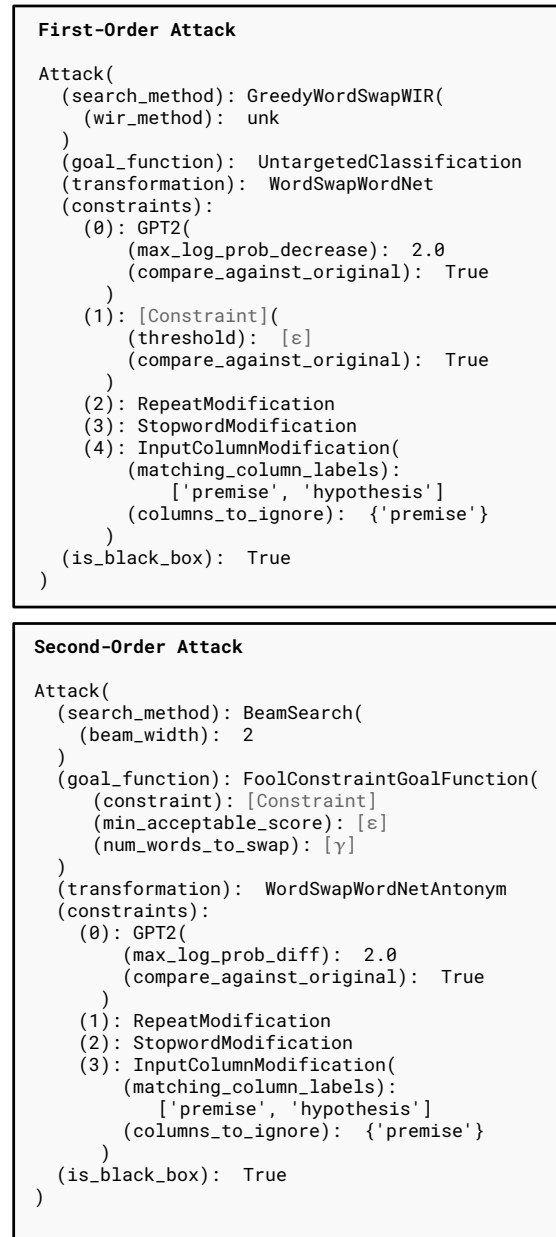 First-Order Attack
Attack(
(search_method): GreedyWordSwapWIR(
(wir_method): unk
)
(goal_function): UntargetedClassification
(transformation): WordSwapWordNet
(constraints):
(0): GPT2(
(max_log_prob_decrease): 2.0
(compare_against_original): True
)
(1): [Constraint](
(threshold): [ε]
(compare_against_original): True
)
(2): RepeatModification
(3): StopwordModification
(4): InputColumnModification(
(matching_column_labels):
['premise', 'hypothesis']
(columns_to_ignore): {'premise'}
)
(is_black_box): True
)
Second-Order Attack
Attack(
(search_method): BeamSearch(
(beam_width): 2
)
(goal_function): FoolConstraintGoalFunction(
(constraint): [Constraint]
(min_acceptable_score): [ε]
(num_words_to_swap): [γ]
)
(transformation): WordSwapWordNetAntonym
(constraints):
(0): GPT2(
(max_log_prob_diff): 2.0
(compare_against_original): True
)
(1): RepeatModification
(2): StopwordModification
(3): InputColumnModification(
(matching_column_labels):
['premise', 'hypothesis']
(columns_to_ignore): {'premise'}
)
(is_black_box): True
)